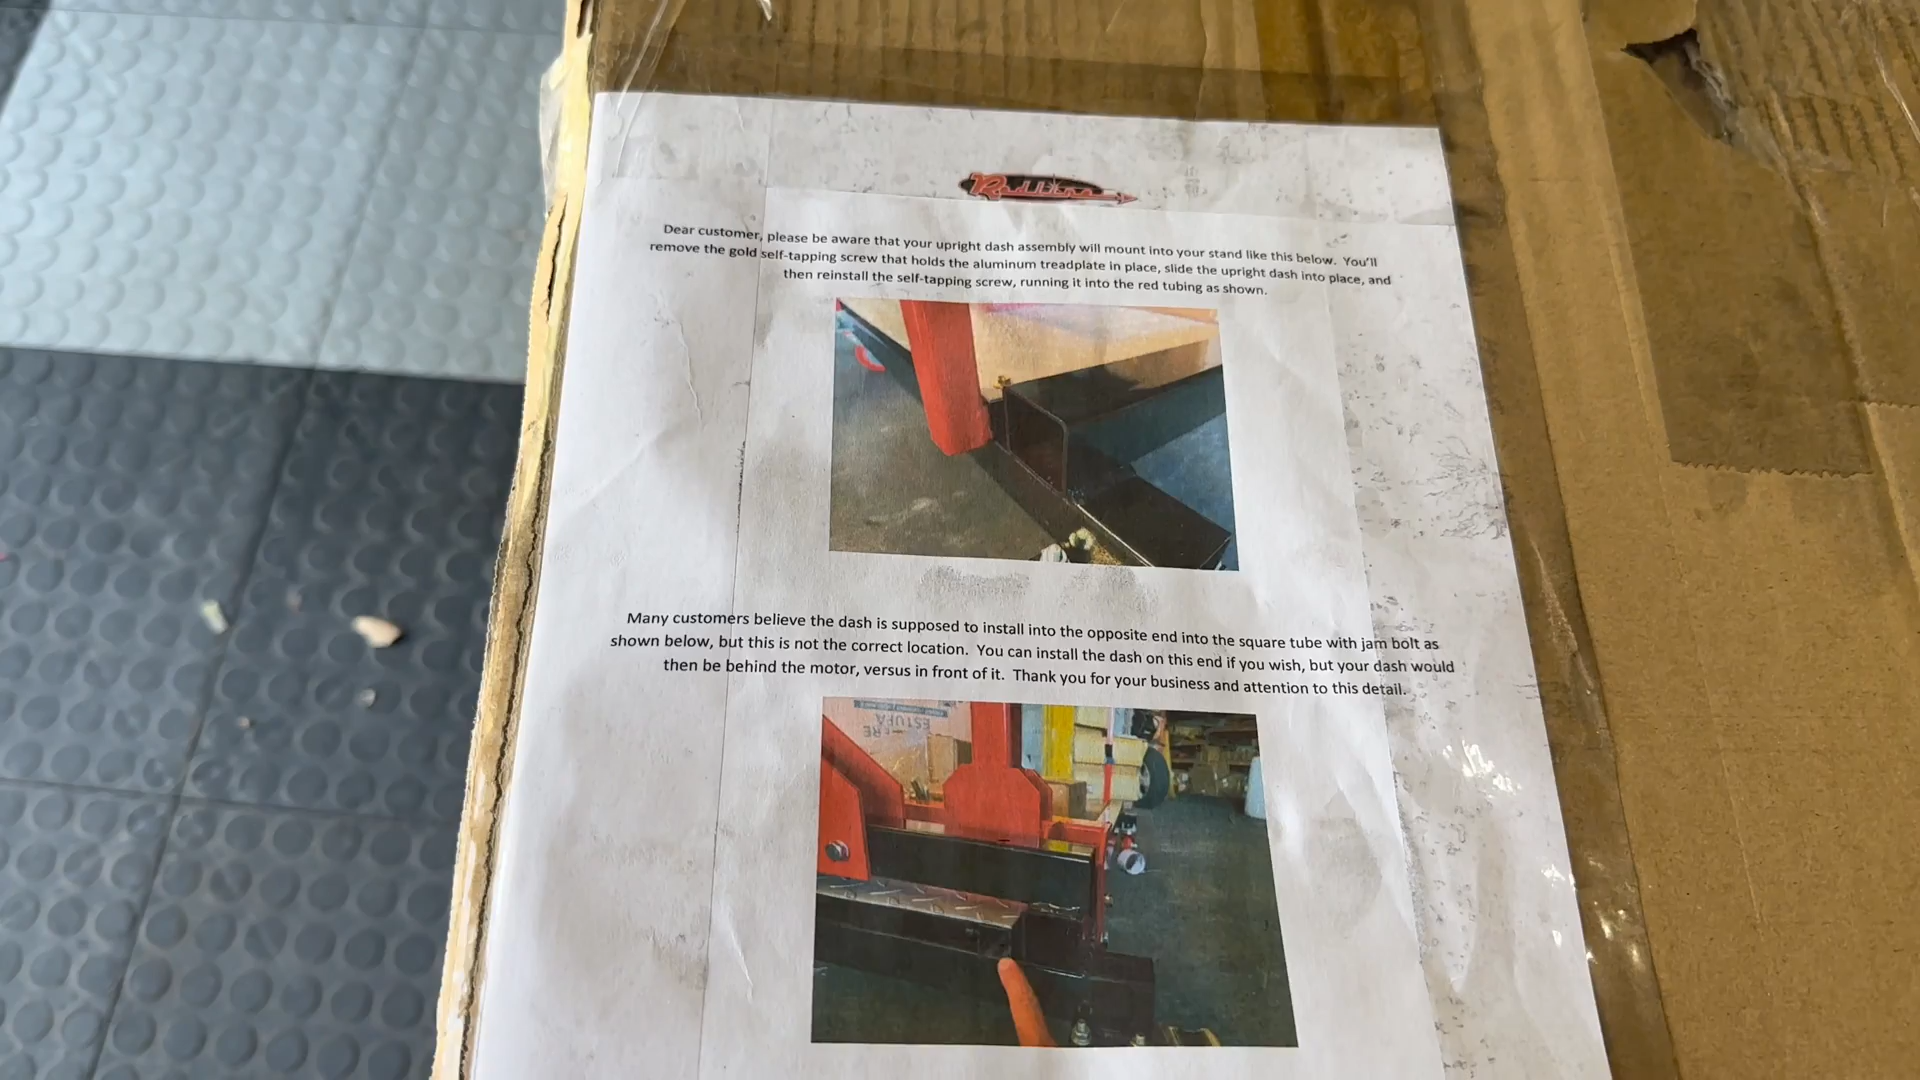 Redline
Dear customer, please be aware that your upright dash assembly will mount into your stand like this below.  You'll
remove the gold self-tapping screw that holds the aluminum treadplate in place, slide the upright dash into place, and
then reinstall the self-tapping screw, running it into the red tubing as shown.
Many customers believe the dash is supposed to install into the opposite end into the square tube with jam bolt as
shown below, but this is not the correct location.  You can install the dash on this end if you wish, but your dash would
then be behind the motor, versus in front of it.  Thank you for your business and attention to this detail.
ESTUFA